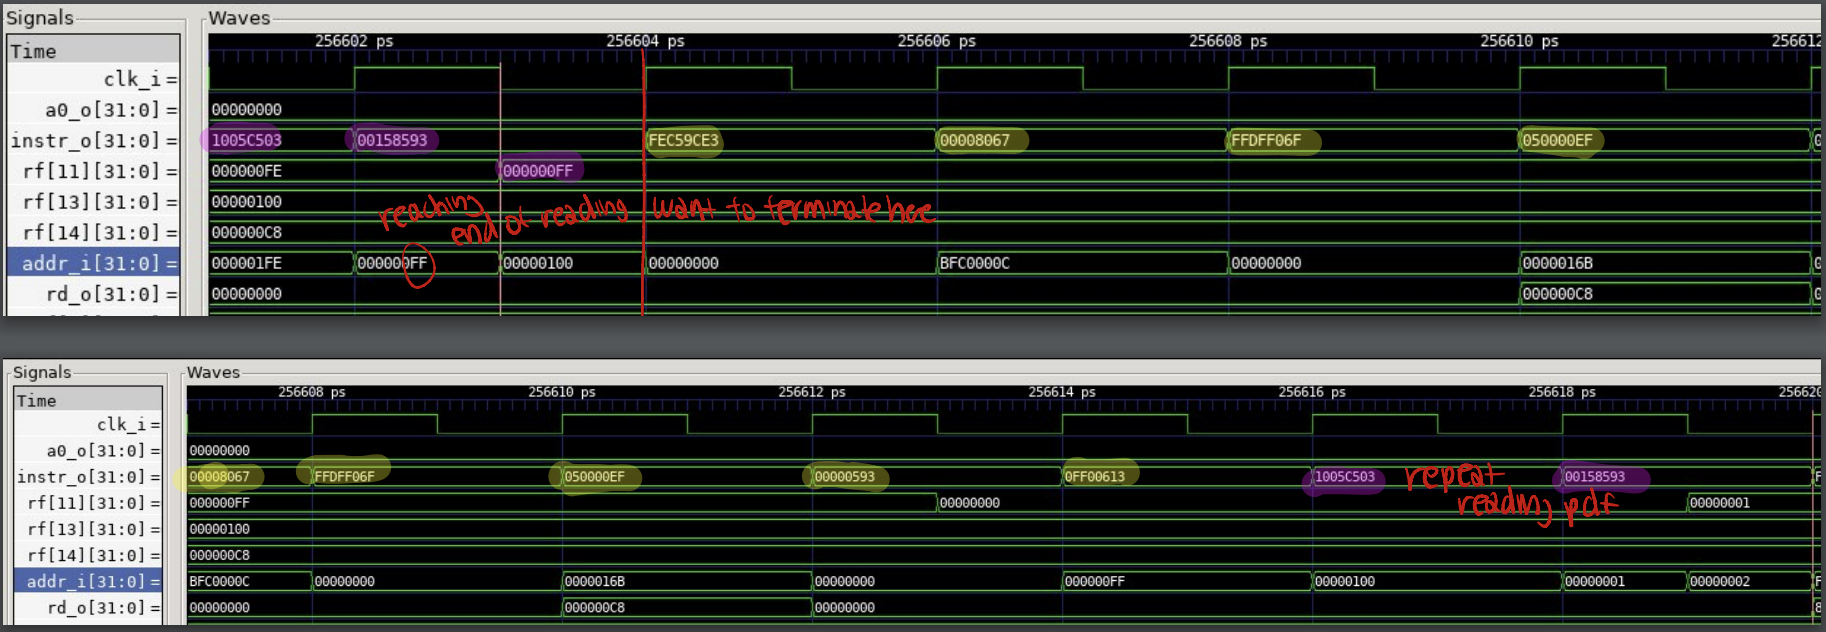 Signals
Waves
Time
256602 ps 256604 ps 256606 ps 256608 ps 256610 ps 256612
clk_i =
a0_o[31:0] = 00000000
instr_o[31:0] = 1005C503 00158593 FEC59CE3 00008067 FFDFF06F 050000EF 0
rf[11][31:0] = 000000FE 000000FF
rf[13][31:0] = 00000100
reaching end of reading
want to terminate here
rf[14][31:0] = 000000C8
addr_i[31:0] = 000001FE 000000FF 00000100 00000000 BFC0000C 00000000 0000016B 0
rd_o[31:0] = 00000000 000000C8 0
Signals
Waves
Time
256608 ps 256610 ps 256612 ps 256614 ps 256616 ps 256618 ps 256620
clk_i =
a0_o[31:0] = 00000000
instr_o[31:0] = 00008067 FFDFF06F 050000EF 00000593 0FF00613 1005C503 00158593 F
repeat
reading pdf
rf[11][31:0] = 000000FF 00000000 00000001
rf[13][31:0] = 00000100
rf[14][31:0] = 000000C8
addr_i[31:0] = BFC0000C 00000000 0000016B 00000000 000000FF 00000100 00000001 00000002 F
rd_o[31:0] = 00000000 000000C8 00000000 8